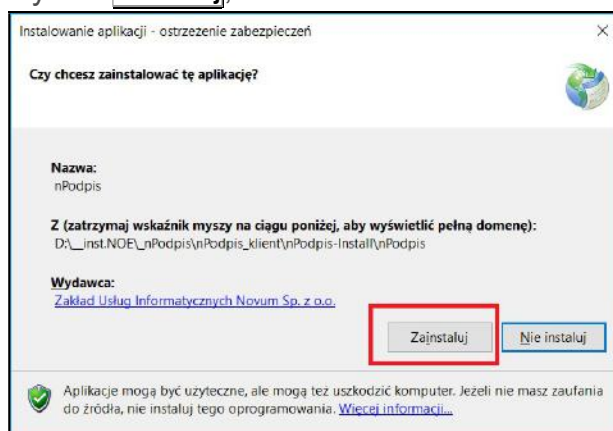 Instalowanie aplikacji - ostrzeżenie zabezpieczeń
Czy chcesz zainstalować tę aplikację?
Nazwa:
nPodpis
Z (zatrzymaj wskaźnik myszy na ciągu poniżej, aby wyświetlić pełną domenę):
D:\__inst.NOE\_nPodpis\nPodpis_klient\nPodpis-Install\nPodpis
Wydawca:
Zakład Usług Informatycznych Novum Sp. z o.o.
Zainstaluj Nie instaluj
Aplikacje mogą być użyteczne, ale mogą też uszkodzić komputer. Jeżeli nie masz zaufania
do źródła, nie instaluj tego oprogramowania. Więcej informacji...